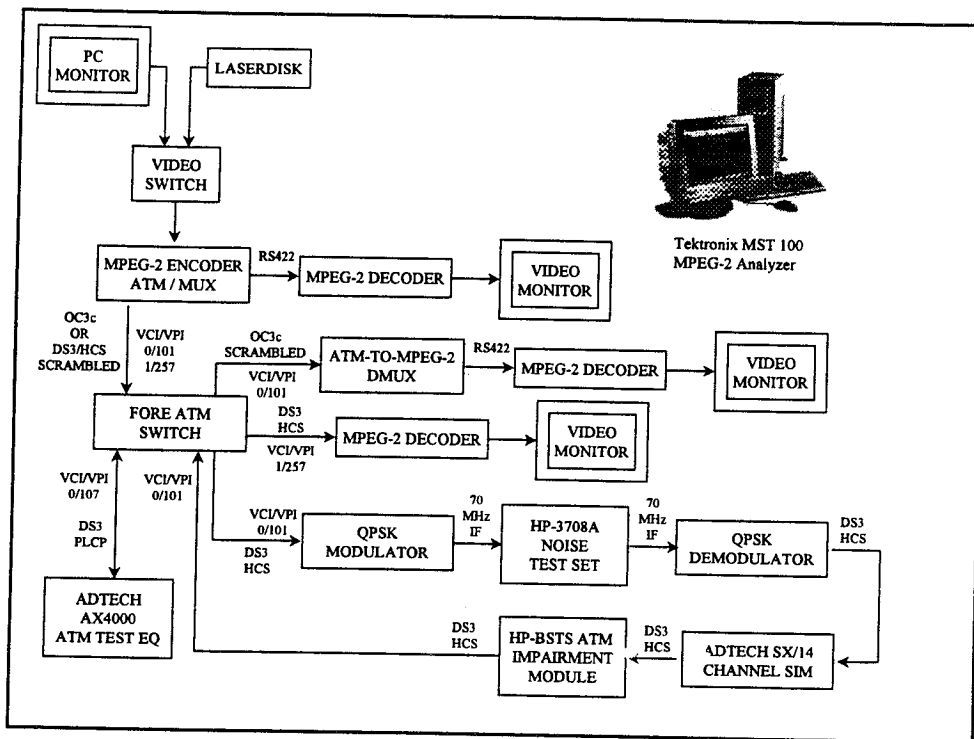 PC
MONITOR
LASERDISK
VIDEO
SWITCH
Tektronix MST 100
MPEG-2 Analyzer
MPEG-2 ENCODER
ATM / MUX
RS422
MPEG-2 DECODER
VIDEO
MONITOR
OC3c
OR
DS3/HCS
SCRAMBLED
VCI/VPI
0/101
1/257
OC3c
SCRAMBLED
VCI/VPI
0/101
ATM-TO-MPEG-2
DMUX
RS422
MPEG-2 DECODER
VIDEO
MONITOR
FORE ATM
SWITCH
DS3
HCS
VCI/VPI
1/257
MPEG-2 DECODER
VIDEO
MONITOR
VCI/VPI
0/107
DS3
PLCP
VCI/VPI
0/101
VCI/VPI
0/101
DS3
HCS
QPSK
MODULATOR
70
MHz
IF
HP-3708A
NOISE
TEST SET
70
MHz
IF
QPSK
DEMODULATOR
DS3
HCS
ADTECH
AX4000
ATM TEST EQ
DS3
HCS
HP-BSTS ATM
IMPAIRMENT
MODULE
DS3
HCS
ADTECH SX/14
CHANNEL SIM